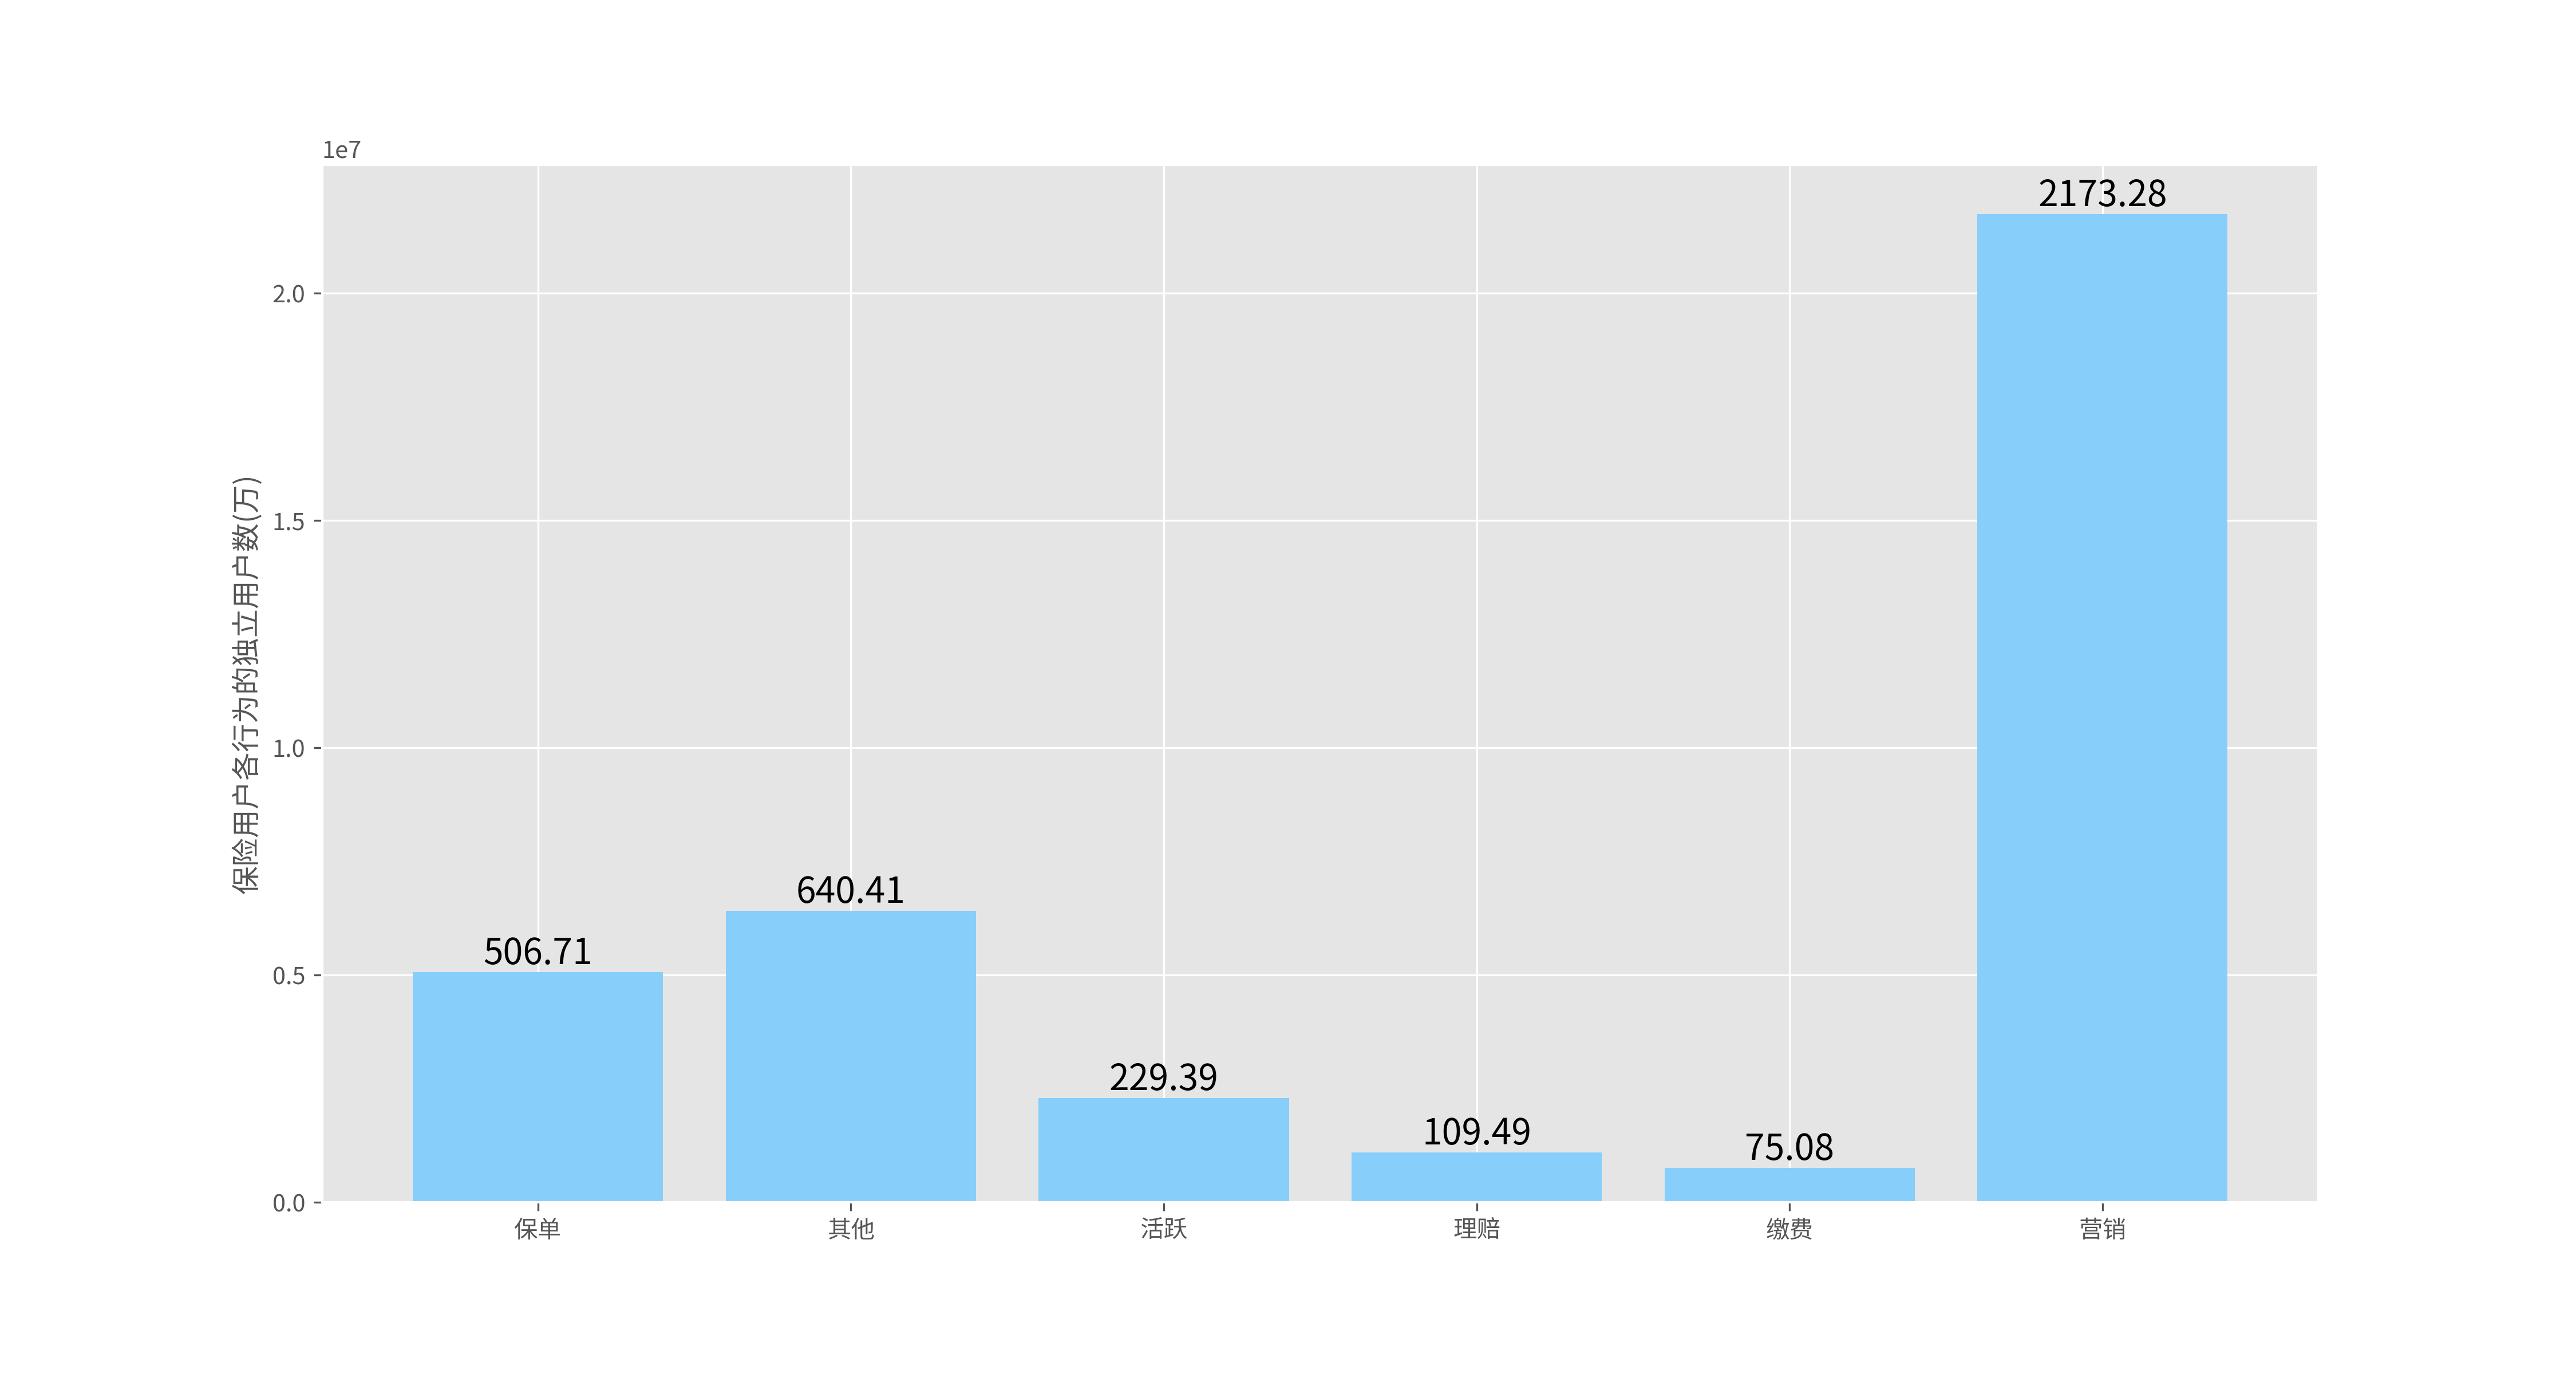 1e7
2173.28
2.0
1.5
1.0
0.5
0.0
保险用户各行为的独立用户数(万)
506.71
640.41
229.39
109.49
75.08
保单
其他
活跃
理赔
缴费
营销